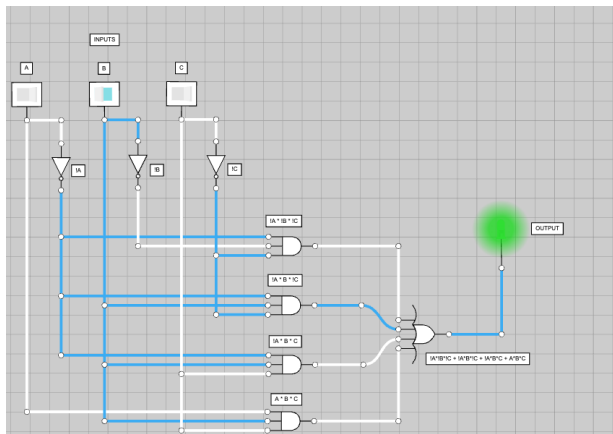 INPUTS
A
B
C
!A
!B
!C
!A * !B * !C
OUTPUT
!A * B * !C
!A * B * C
!A*B*!C + !A*B*!C + !A*B*C + A*B*C
A * B * C